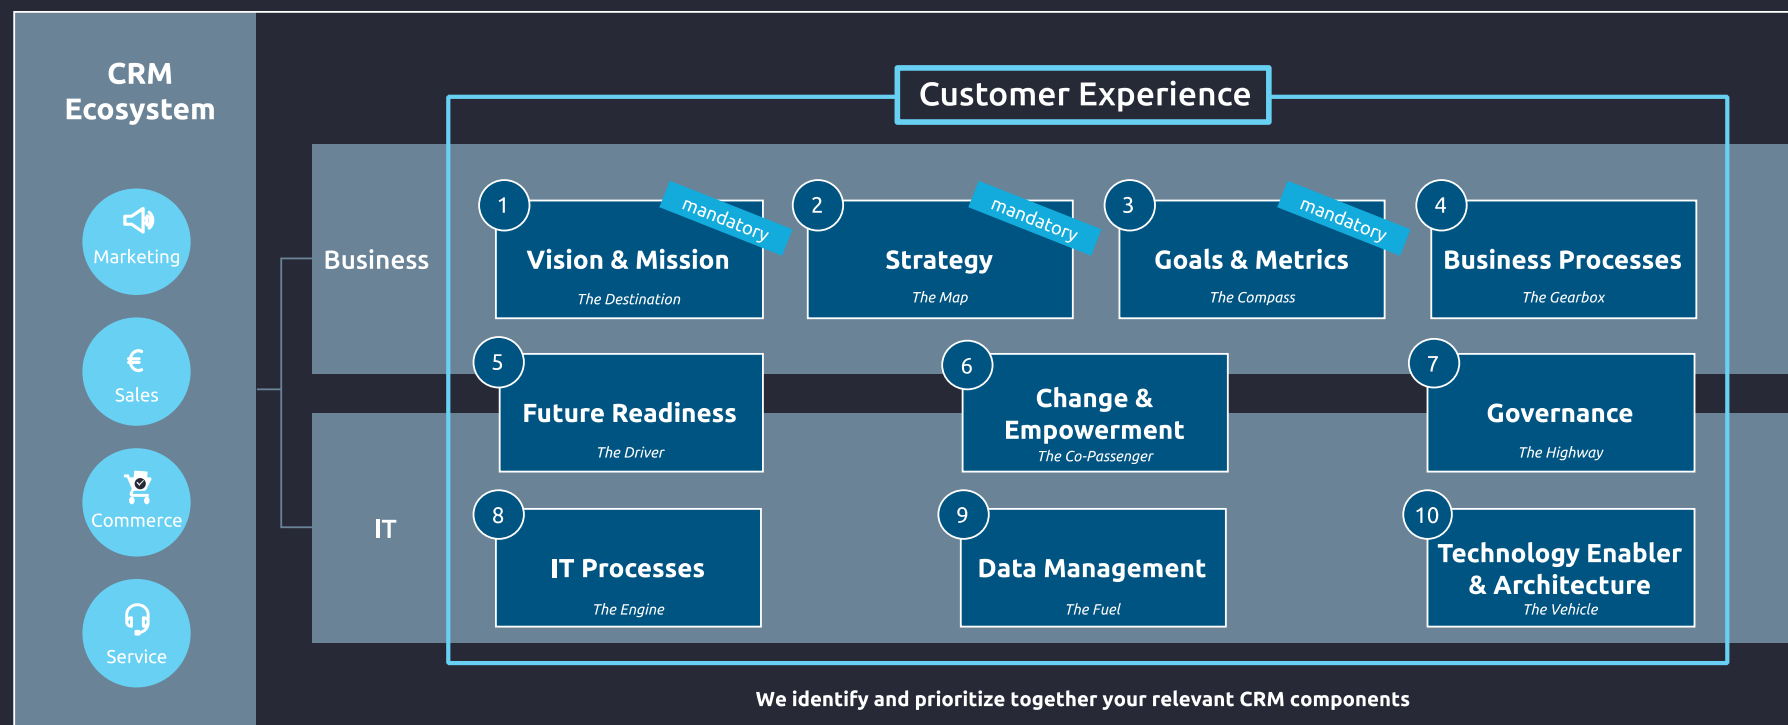 CRM
Ecosystem
Marketing
€
Sales
Commerce
Service
Customer Experience
Business
1
mandatory
Vision & Mission
The Destination
2
mandatory
Strategy
The Map
3
mandatory
Goals & Metrics
The Compass
4
Business Processes
The Gearbox
5
Future Readiness
The Driver
6
Change &
Empowerment
The Co-Passenger
7
Governance
The Highway
IT
8
IT Processes
The Engine
9
Data Management
The Fuel
10
Technology Enabler
& Architecture
The Vehicle
We identify and prioritize together your relevant CRM components